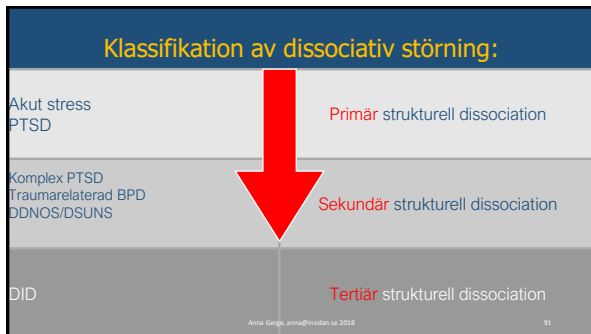 Klassifikation av dissociativ störning:
Akut stress
PTSD
Primär strukturell dissociation
Komplex PTSD
Traumarelaterad BPD
DDNOS/DSUNS
Sekundär strukturell dissociation
DID
Tertiär strukturell dissociation
Anna Gerge, anna@insidan.se 2018
91